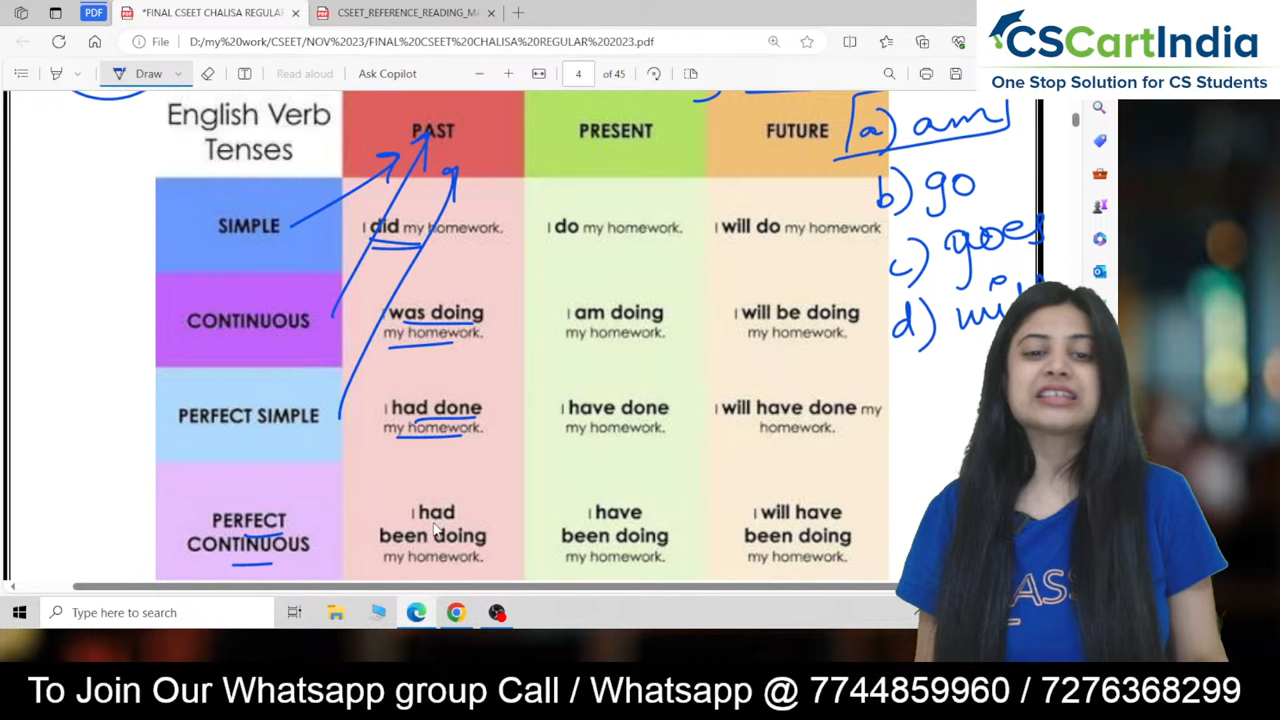 *FINAL CSEET CHALISA REGULAR
CSEET_REFERENCE_READING_MA
PDF
File
D:/my%20work/CSEET/NOV%2023/FINAL%20CSEET%20CHALISA%20REGULAR%202023.pdf
Draw
Read aloud
Ask Copilot
4 of 45
CSCartIndia
One Stop Solution for CS Students
English Verb
Tenses
PAST
PRESENT
FUTURE
a) am
b) go
c) goes
d)
SIMPLE
I did my homework.
I do my homework.
I will do my homework
CONTINUOUS
was doing
my homework.
I am doing
my homework.
I will be doing
my homework.
PERFECT SIMPLE
I had done
my homework.
I have done
my homework.
I will have done my
homework.
PERFECT
CONTINUOUS
I had
been doing
my homework.
I have
been doing
my homework.
I will have
been doing
my homework.
Type here to search
To Join Our Whatsapp group Call / Whatsapp @ 7744859960 / 7276368299